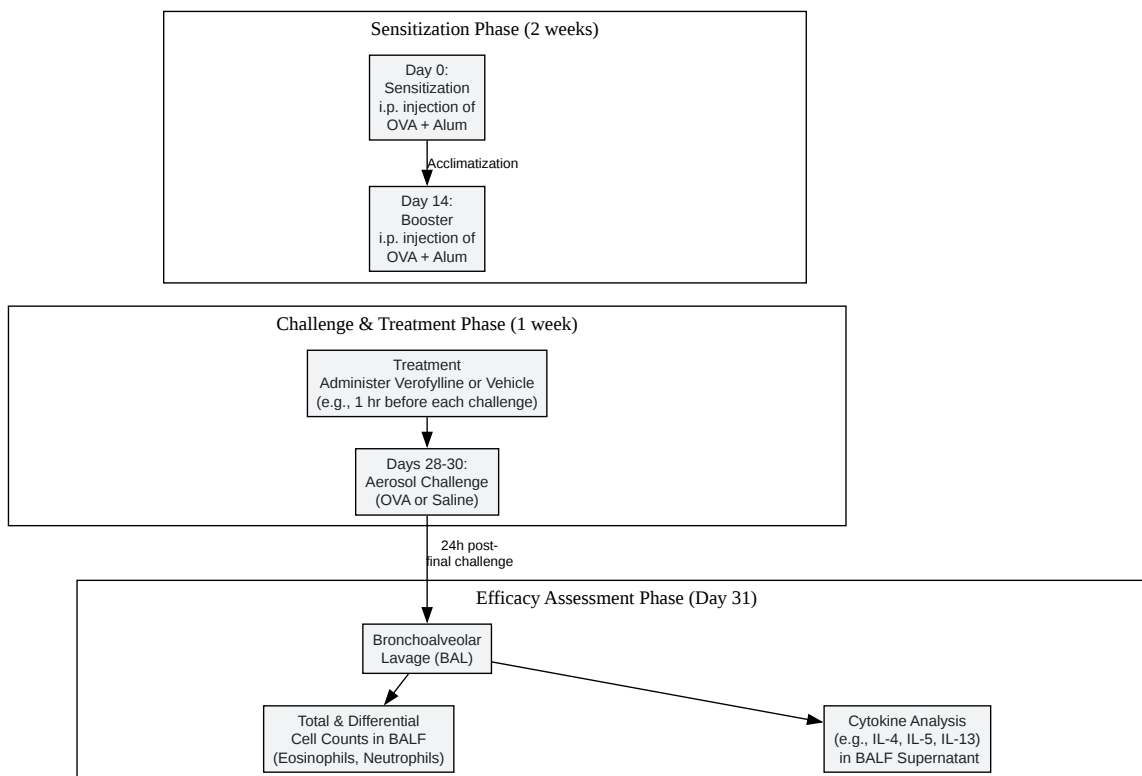 Sensitization Phase (2 weeks)
Day 0:
Sensitization
i.p. injection of
OVA + Alum
Acclimatization
Day 14:
Booster
i.p. injection of
OVA + Alum
Challenge & Treatment Phase (1 week)
Treatment
Administer Verofylline or Vehicle
(e.g., 1 hr before each challenge)
Days 28-30:
Aerosol Challenge
(OVA or Saline)
24h post-
final challenge
Efficacy Assessment Phase (Day 31)
Bronchoalveolar
Lavage (BAL)
Total & Differential
Cell Counts in BALF
(Eosinophils, Neutrophils)
Cytokine Analysis
(e.g., IL-4, IL-5, IL-13)
in BALF Supernatant